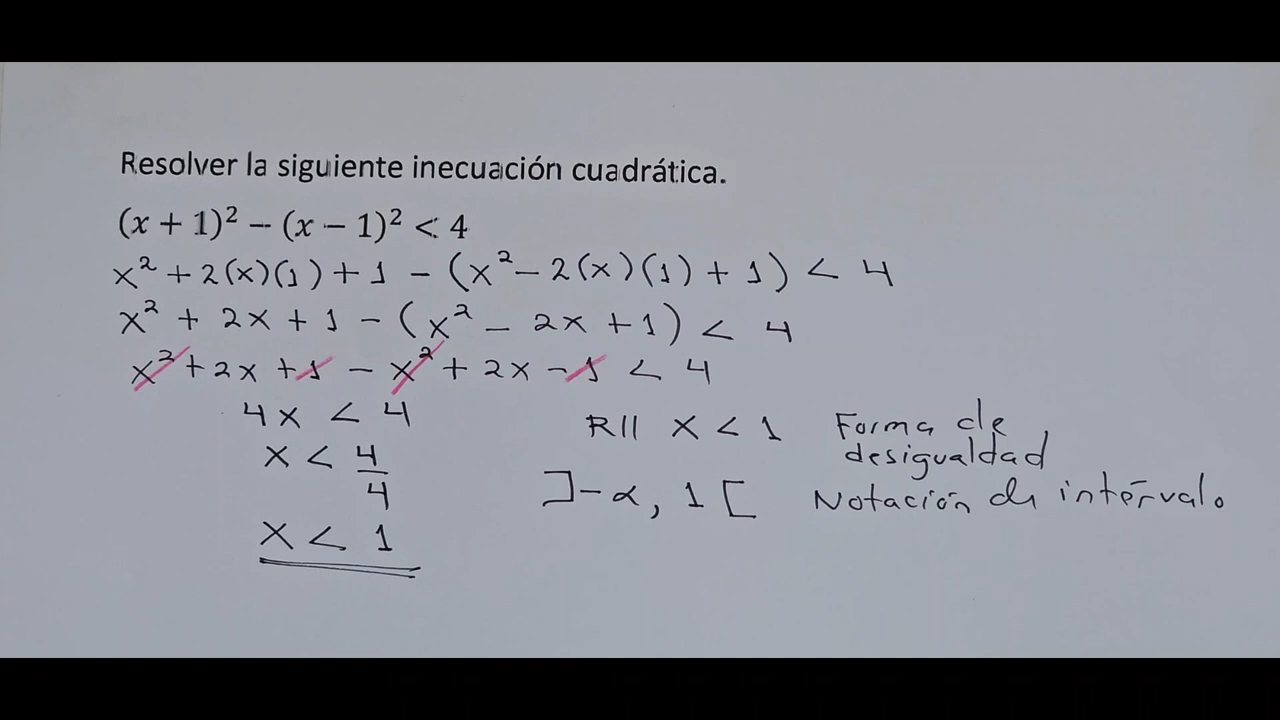 Resolver la siguiente inecuación cuadrática.
(x + 1)² − (x − 1)² < 4
x² + 2(x)(1) + 1 − (x² − 2(x)(1) + 1) < 4
x² + 2x + 1 − (x² − 2x + 1) < 4
x² + 2x + 1 − x² + 2x − 1 < 4
4x < 4
x < 4/4
x < 1
R// x < 1 Forma de desigualdad
]−∝, 1[ Notación de intérvalo